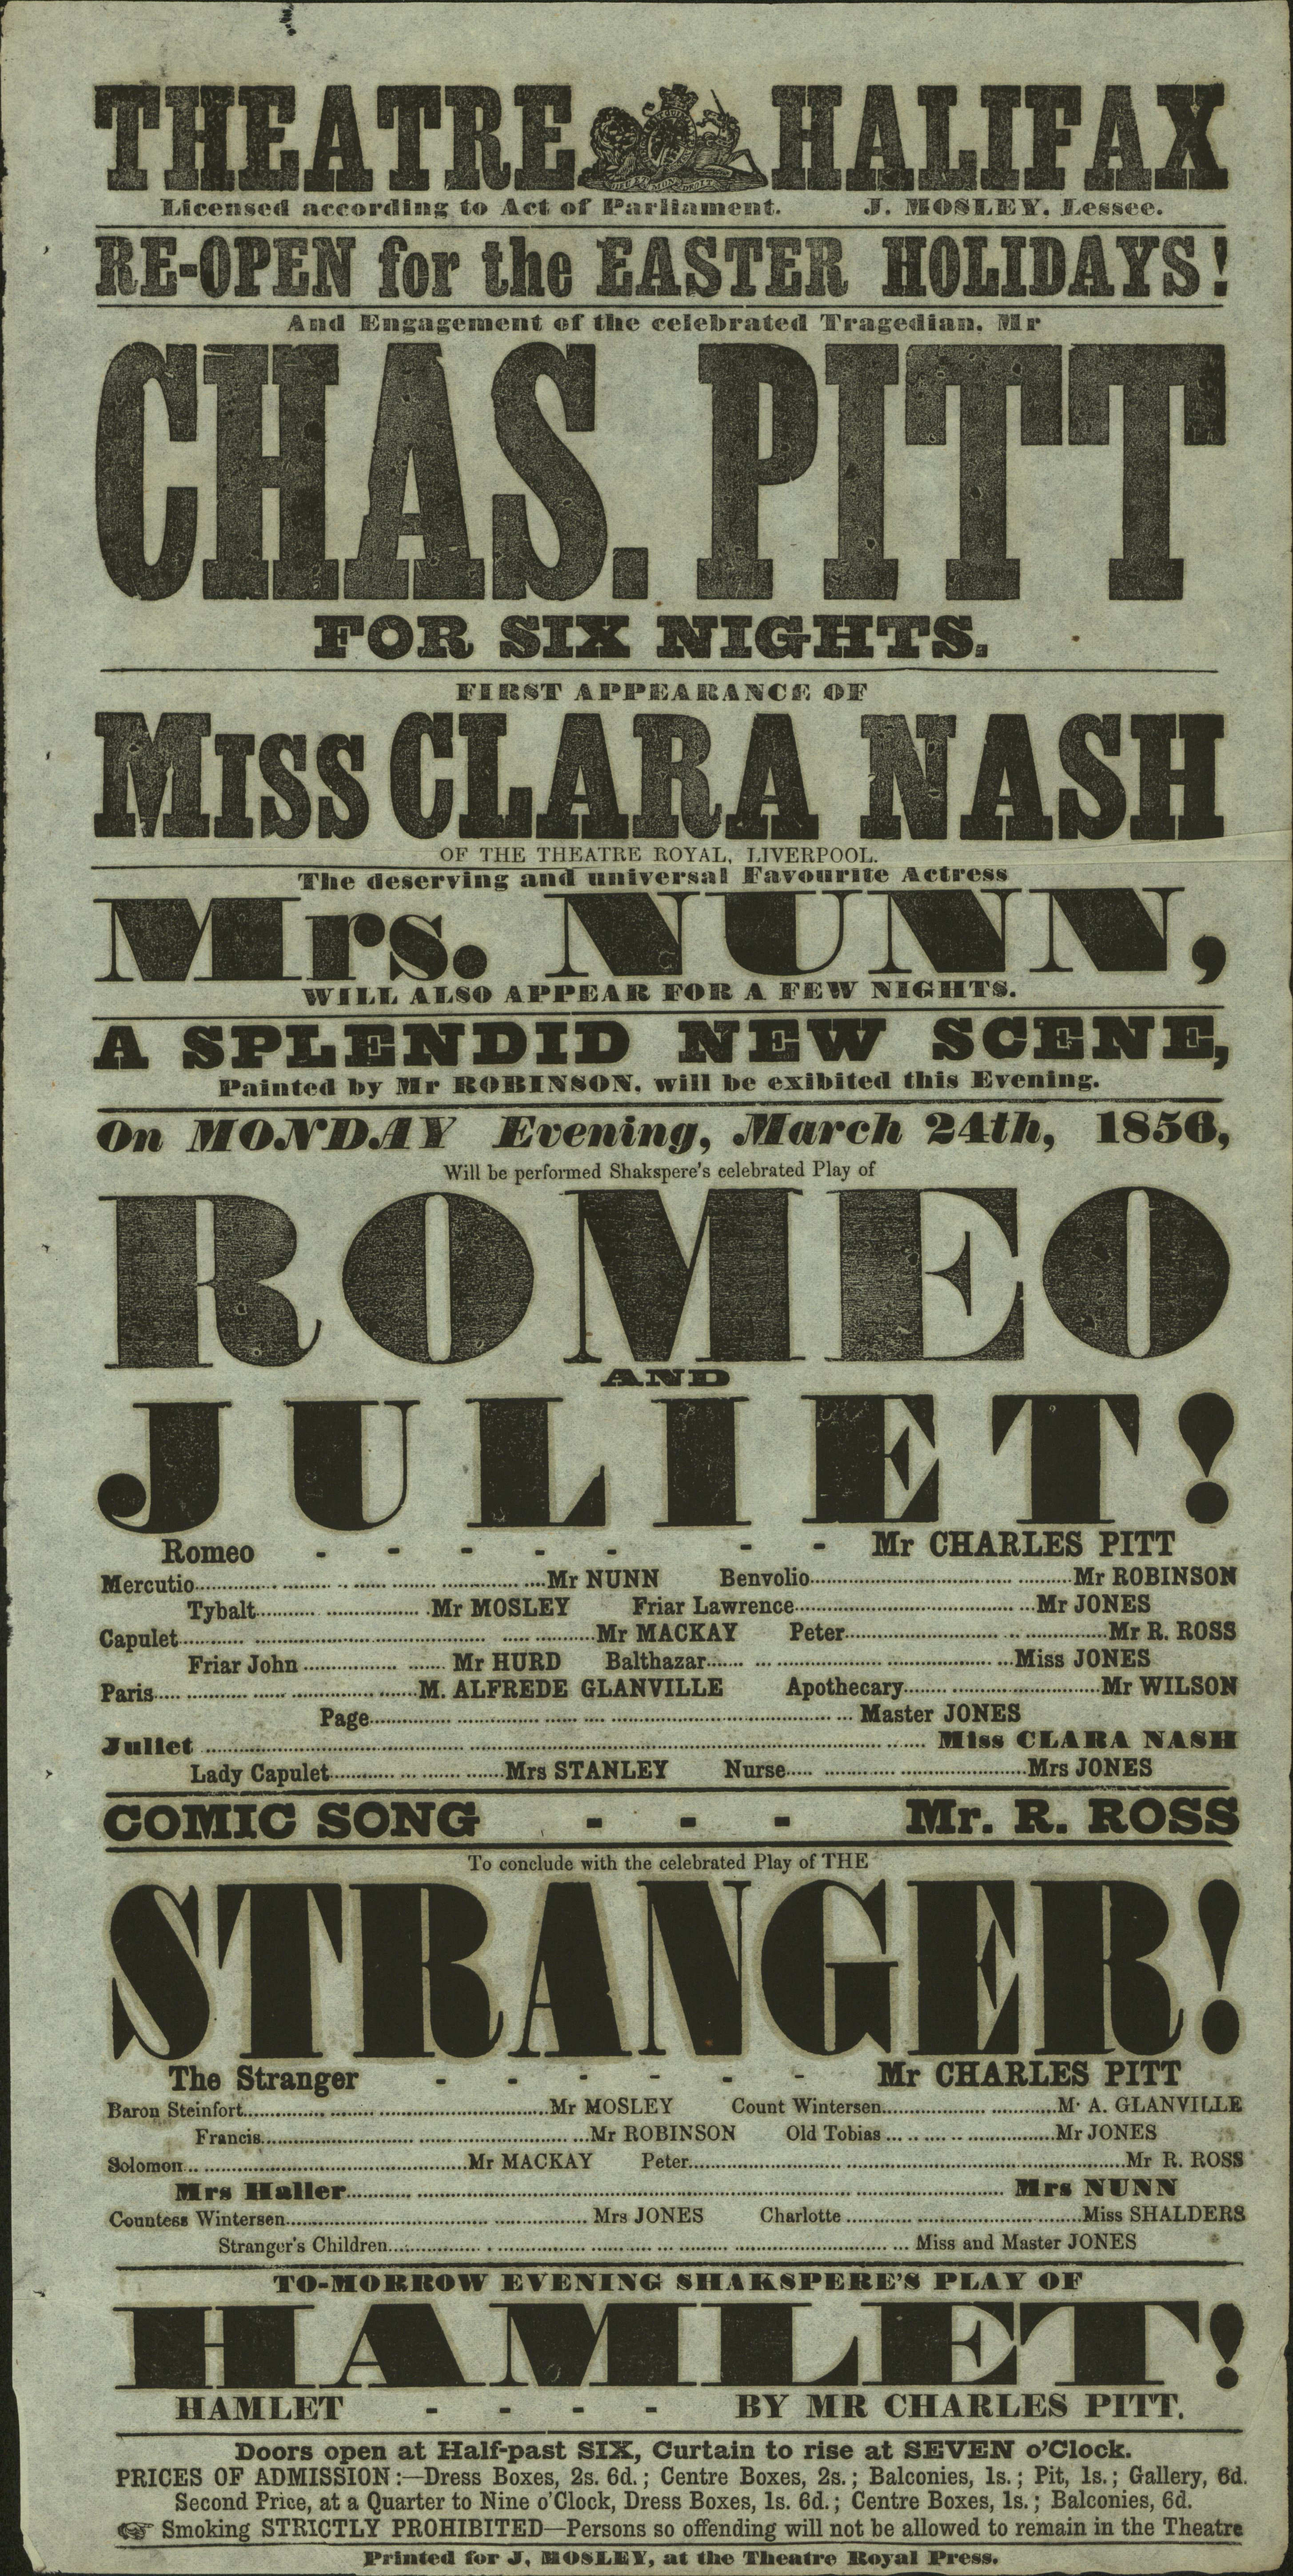 THEATRE HALIFAX
Licensed according to Act of Parliament. J. MOSLEY. Lessee.
RE-OPEN for the EASTER HOLIDAYS!
And Engagement of the celebrated Tragedian. Mr
CHAS. PITT
FOR SIX NIGHTS.
FIRST APPEARANCE OF
MISS CLARA NASH
OF THE THEATRE ROYAL, LIVERPOOL.
The deserving and universal Favourite Actress
Mrs. NUNN,
WILL ALSO APPEAR FOR A FEW NIGHTS.
A SPLENDID NEW SCENE,
Painted by Mr ROBINSON. will be exibited this Evening.
On MONDAY Evening, March 24th, 1856,
Will be performed Shakspere's celebrated Play of
ROMEO
AND
JULIET!
Romeo - - - - - - - Mr CHARLES PITT
Mercutio.......... Mr NUNN Benvolio.......... Mr ROBINSON
Tybalt.......... Mr MOSLEY Friar Lawrence.......... Mr JONES
Capulet.......... Mr MACKAY Peter.......... Mr R. ROSS
Friar John.......... Mr HURD Balthazar.......... Miss JONES
Paris.......... M. ALFREDE GLANVILLE Apothecary.......... Mr WILSON
Page.......... Master JONES
Juliet.......... Miss CLARA NASH
Lady Capulet.......... Mrs STANLEY Nurse.......... Mrs JONES
COMIC SONG - - - Mr. R. ROSS
To conclude with the celebrated Play of THE
STRANGER!
The Stranger - - - - - - Mr CHARLES PITT
Baron Steinfort.......... Mr MOSLEY Count Wintersen.......... M. A. GLANVILLE
Francis.......... Mr ROBINSON Old Tobias.......... Mr JONES
Solomon.......... Mr MACKAY Peter.......... Mr R. ROSS
Mrs Haller.......... Mrs NUNN
Countess Wintersen.......... Mrs JONES Charlotte.......... Miss SHALDERS
Stranger's Children.......... Miss and Master JONES
TO-MORROW EVENING SHAKSPERE'S PLAY OF
HAMLET!
HAMLET - - - - BY MR CHARLES PITT.
Doors open at Half-past SIX, Curtain to rise at SEVEN o'Clock.
PRICES OF ADMISSION:—Dress Boxes, 2s. 6d.; Centre Boxes, 2s.; Balconies, 1s.; Pit, 1s.; Gallery, 6d.
Second Price, at a Quarter to Nine o'Clock, Dress Boxes, 1s. 6d.; Centre Boxes, 1s.; Balconies, 6d.
☞ Smoking STRICTLY PROHIBITED—Persons so offending will not be allowed to remain in the Theatre
Printed for J, MOSLEY, at the Theatre Royal Press.